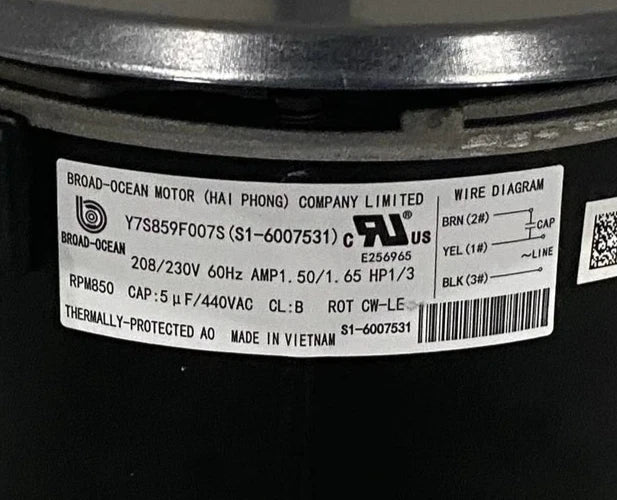 BROAD-OCEAN MOTOR (HAI PHONG) COMPANY LIMITED
Y7S859F007S(S1-6007531)
C RU® US
BROAD-OCEAN
E256965
208/230V 60Hz AMP1.50/1.65 HP1/3
RPM850 CAP:5μF/440VAC CL:B ROT CW-LE
THERMALLY-PROTECTED AO MADE IN VIETNAM S1-6007531
WIRE DIAGRAM
BRN(2#)
CAP
YEL(1#)
~LINE
BLK(3#)